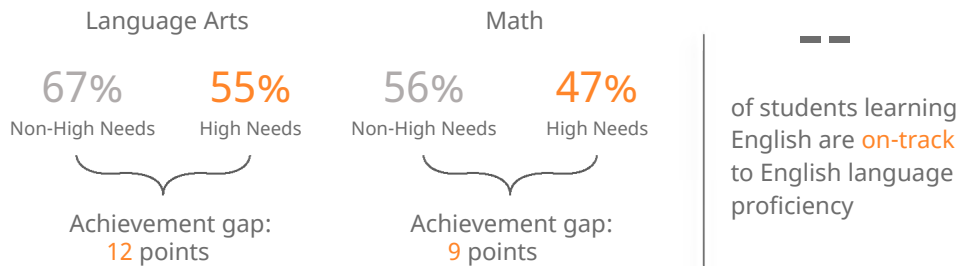 Language Arts
67% 55%
Non-High Needs High Needs
Achievement gap:
12 points
Math
56% 47%
Non-High Needs High Needs
Achievement gap:
9 points
--
of students learning
English are on-track
to English language
proficiency